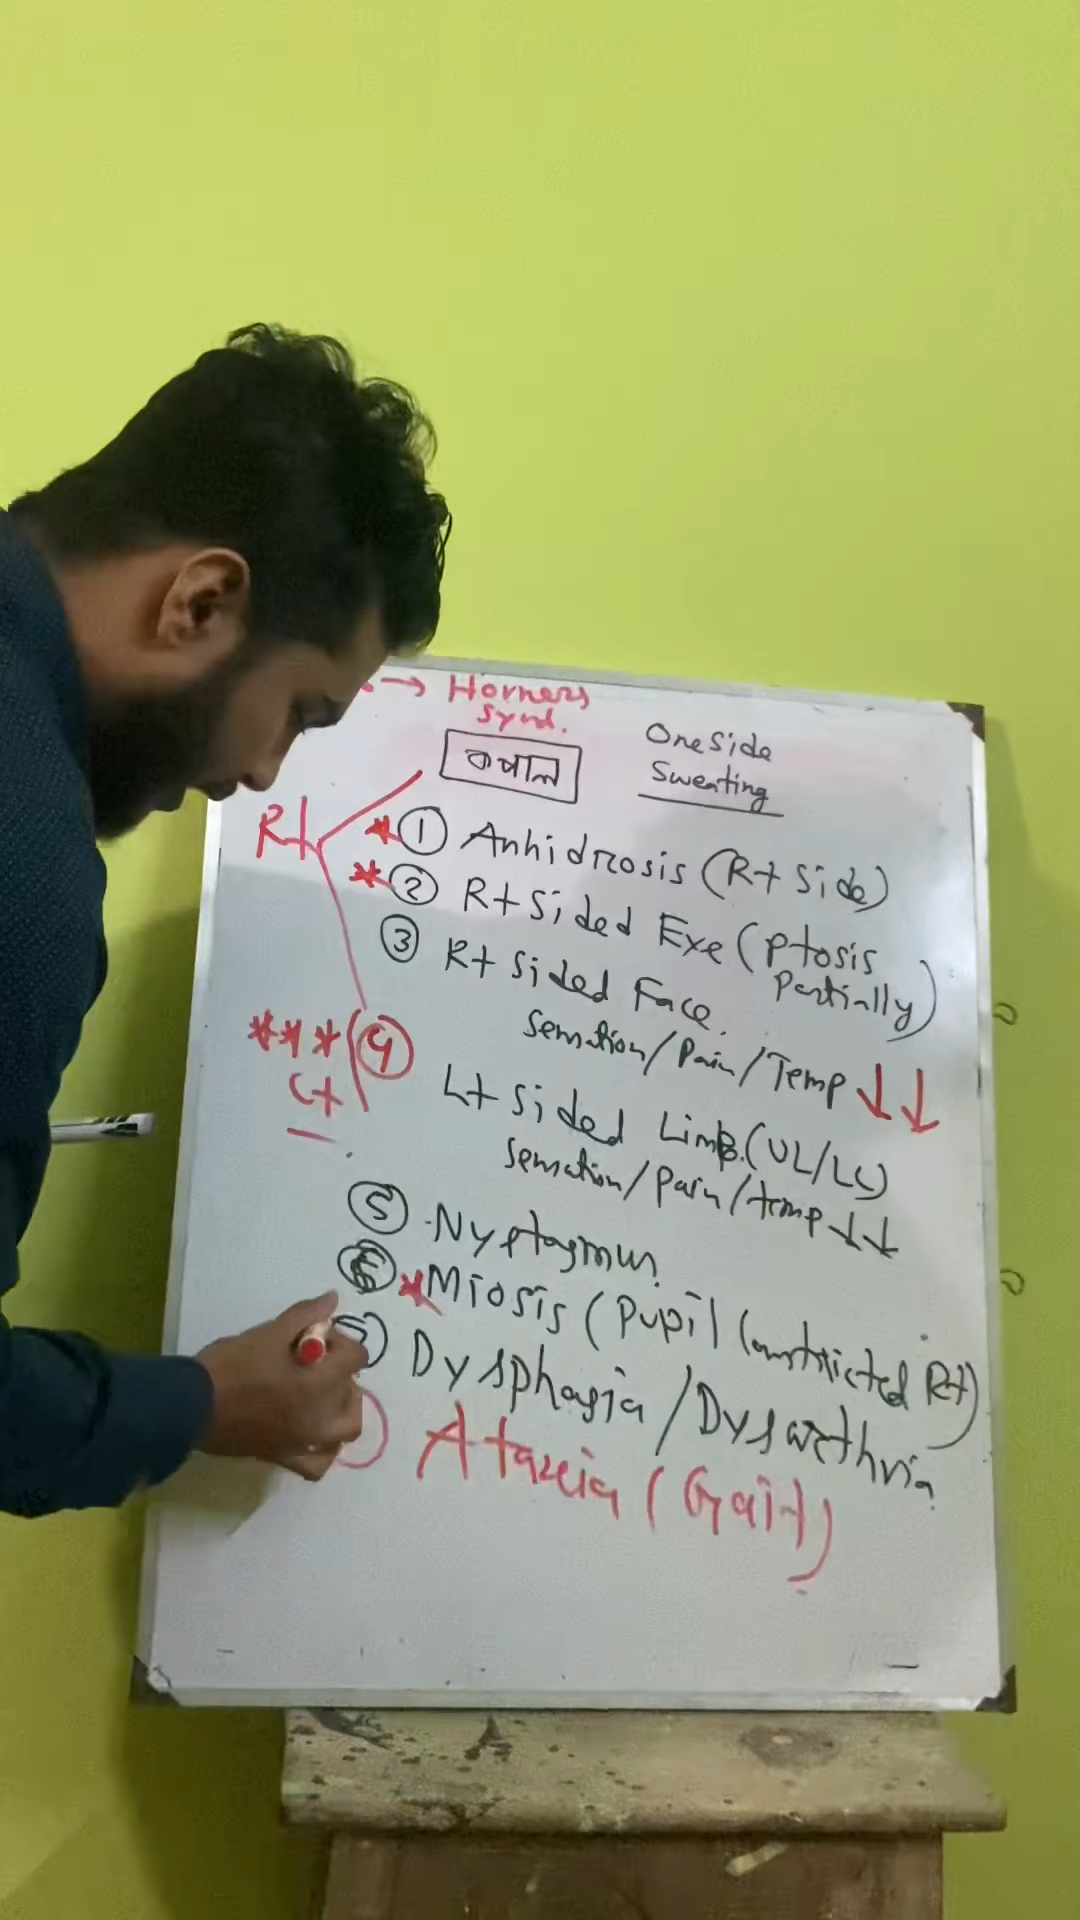 → Horners
Synd.
One Side
Sweating
কপাল
Rt
* ① Anhidrosis (Rt Side)
* ② Rt Sided Eye (Ptosis
Partially)
③ Rt Sided Face.
Sensation/Pain/Temp ↓↓
*** ④ Lt Sided Limb. (UL/LL)
Sensation/Pain/temp ↓↓
⑤ Nystagmus
* Miosis (Pupil Constricted Rt)
Dysphagia/Dysarthria
Ataxia (Gait)